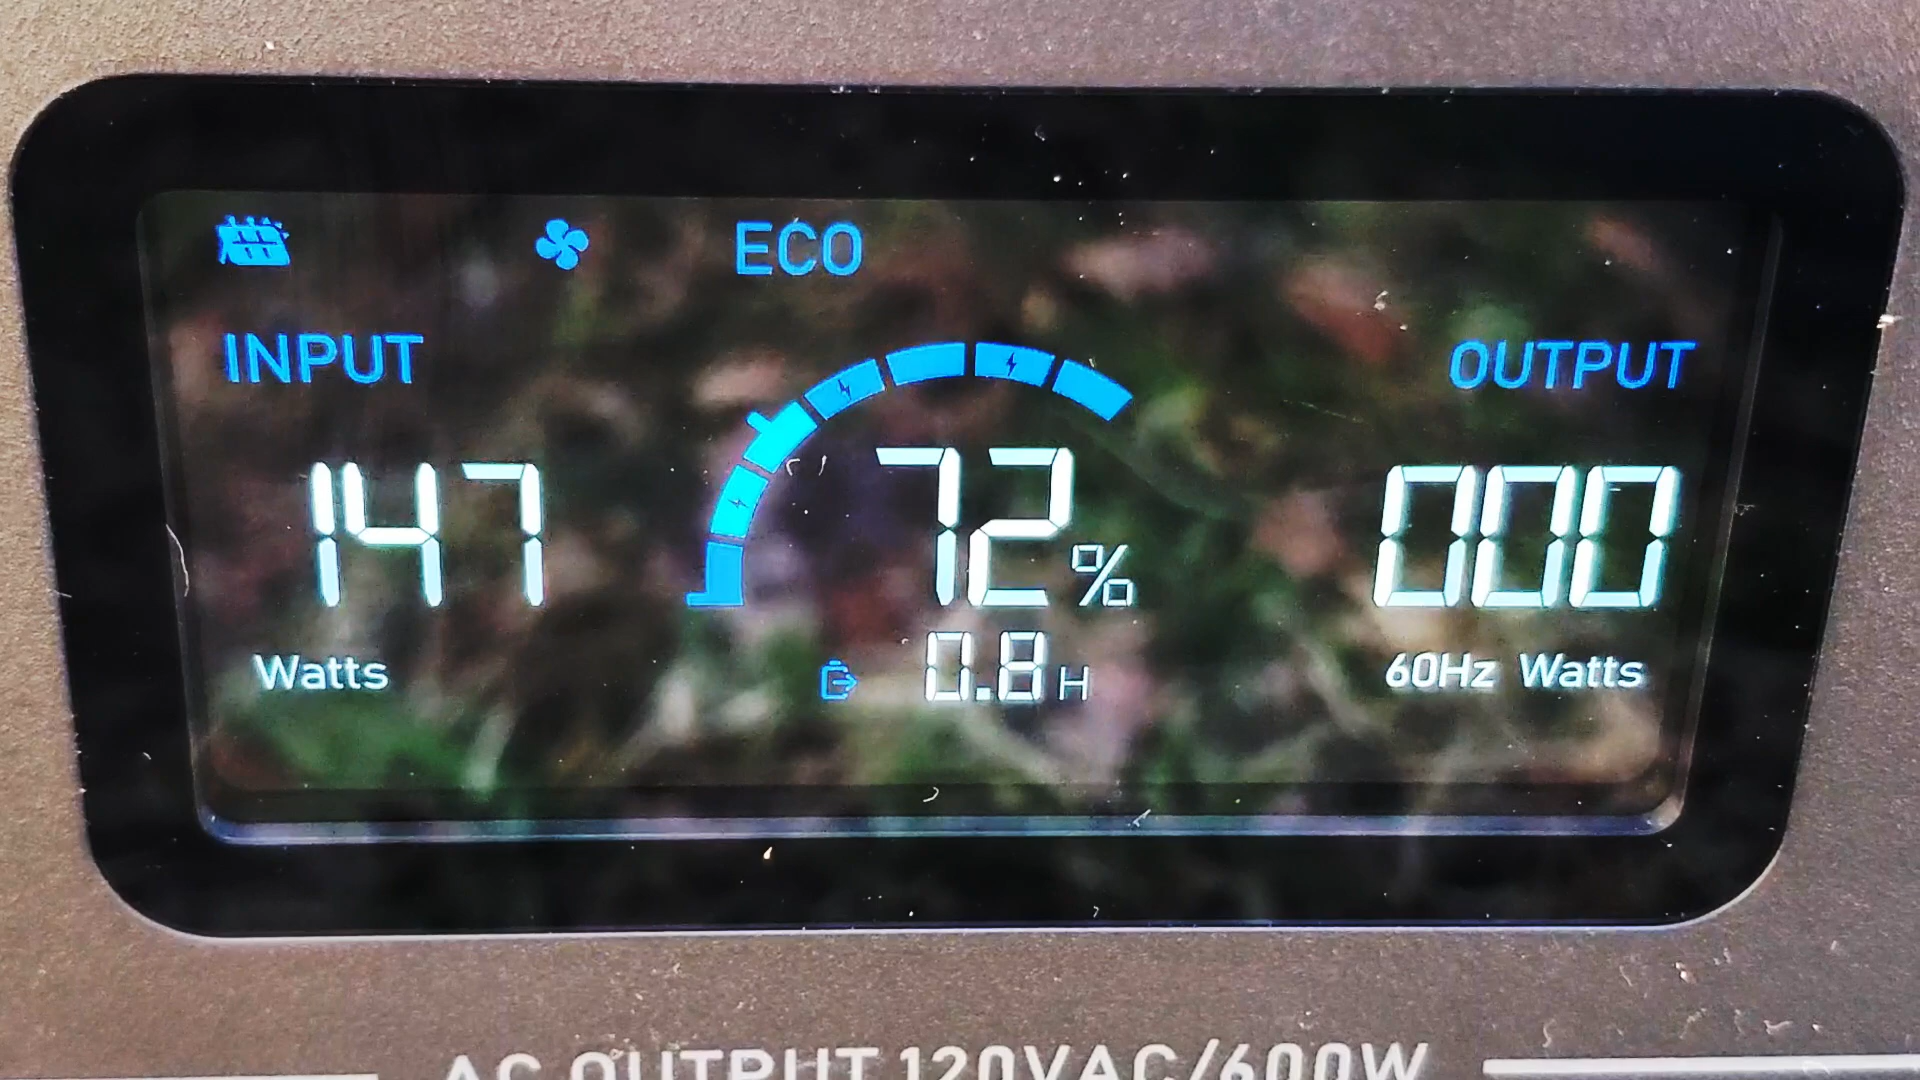 ECO
INPUT
OUTPUT
147
72%
000
Watts
0.8 H
60Hz Watts
AC OUTPUT 120VAC/600W